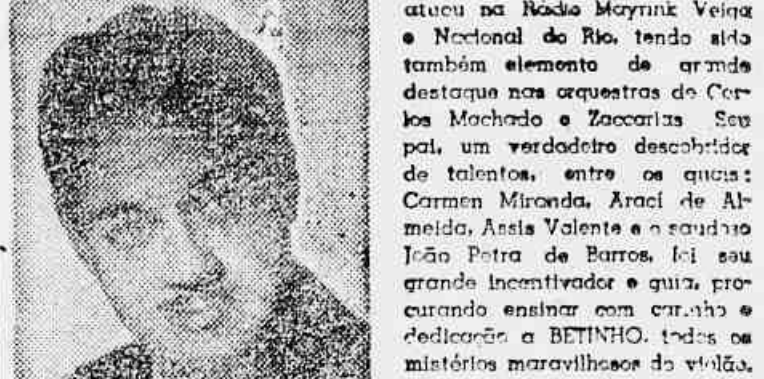 atuou na Rádio Mayrink Veiga
e Nacional do Rio, tendo sido
também elemento de grande
destaque nas orquestras de Car-
los Machado e Zaccarias Seu
pai, um verdadeiro descobridor
de talentos, entre os quais:
Carmen Miranda, Araci de Al-
meida, Assis Valente e o saudoso
João Petra de Barros, foi seu
grande incentivador e guia, pro-
curando ensinar com carinho e
dedicação a BETINHO, todos os
mistérios maravilhosos do violão.